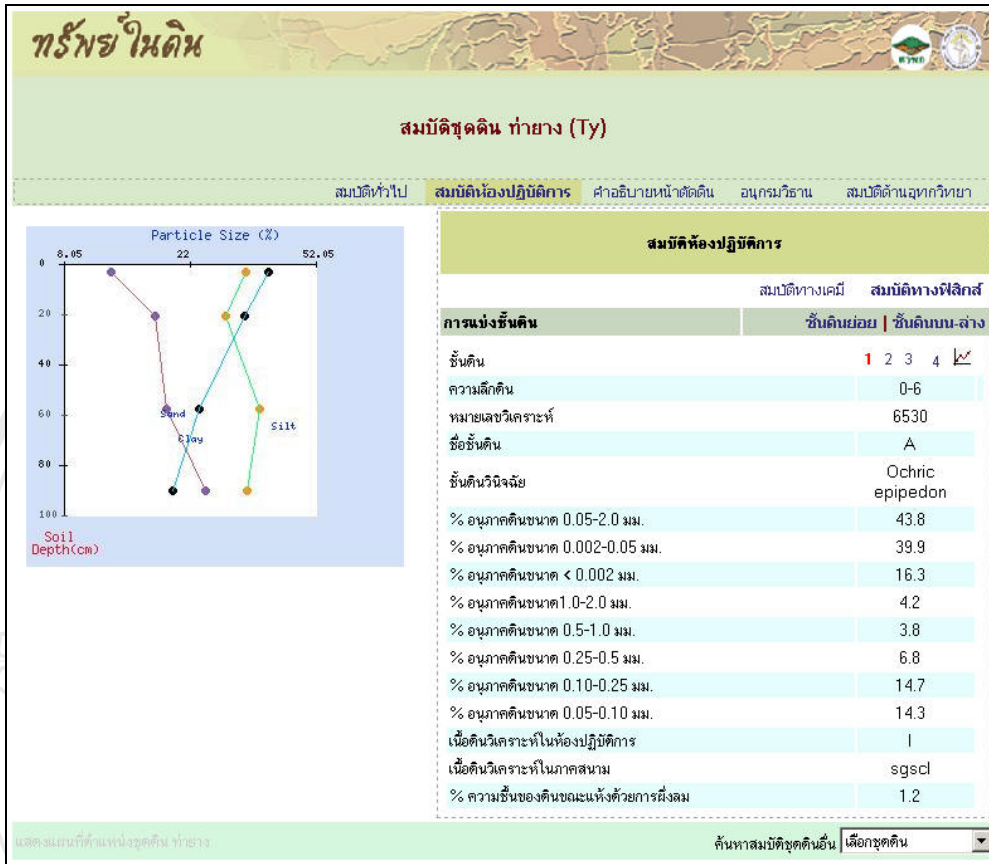 ทรัพย์ในดิน
สมบัติชุดดิน ท่ายาง (Ty)
สมบัติทั่วไป สมบัติห้องปฏิบัติการ คำอธิบายหน้าตัดดิน อนุกรมวิธาน สมบัติด้านอุทกวิทยา
Particle Size (%)
8.05 22 52.05
0
20
40
60
80
100
Sand
Clay
Silt
Soil
Depth(cm)
สมบัติห้องปฏิบัติการ
สมบัติทางเคมี สมบัติทางฟิสิกส์
การแบ่งชั้นดิน ชั้นดินย่อย | ชั้นดินบน-ล่าง
ชั้นดิน 1 2 3 4
ความลึกดิน 0-6
หมายเลขวิเคราะห์ 6530
ชื่อชั้นดิน A
ชั้นดินวินิจฉัย Ochric
epipedon
% อนุภาคดินขนาด 0.05-2.0 มม. 43.8
% อนุภาคดินขนาด 0.002-0.05 มม. 39.9
% อนุภาคดินขนาด < 0.002 มม. 16.3
% อนุภาคดินขนาด1.0-2.0 มม. 4.2
% อนุภาคดินขนาด 0.5-1.0 มม. 3.8
% อนุภาคดินขนาด 0.25-0.5 มม. 6.8
% อนุภาคดินขนาด 0.10-0.25 มม. 14.7
% อนุภาคดินขนาด 0.05-0.10 มม. 14.3
เนื้อดินวิเคราะห์ในห้องปฏิบัติการ l
เนื้อดินวิเคราะห์ในภาคสนาม sgscl
% ความชื้นของดินขณะแห้งด้วยการผึ่งลม 1.2
แสดงแผนที่ตำแหน่งชุดดิน ท่ายาง ค้นหาสมบัติชุดดินอื่น เลือกชุดดิน